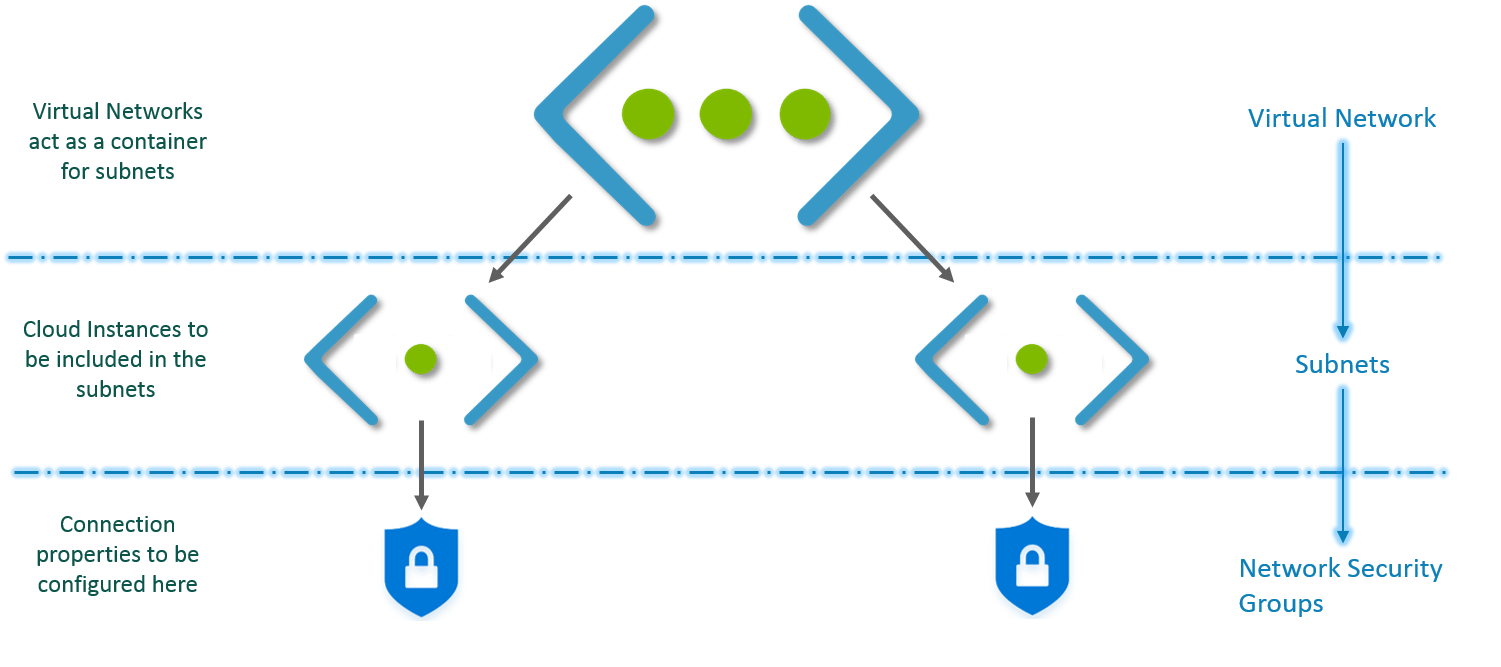 Virtual Networks
act as a container
for subnets
Virtual Network
Cloud Instances to
be included in the
subnets
Subnets
Connection
properties to be
configured here
Network Security
Groups